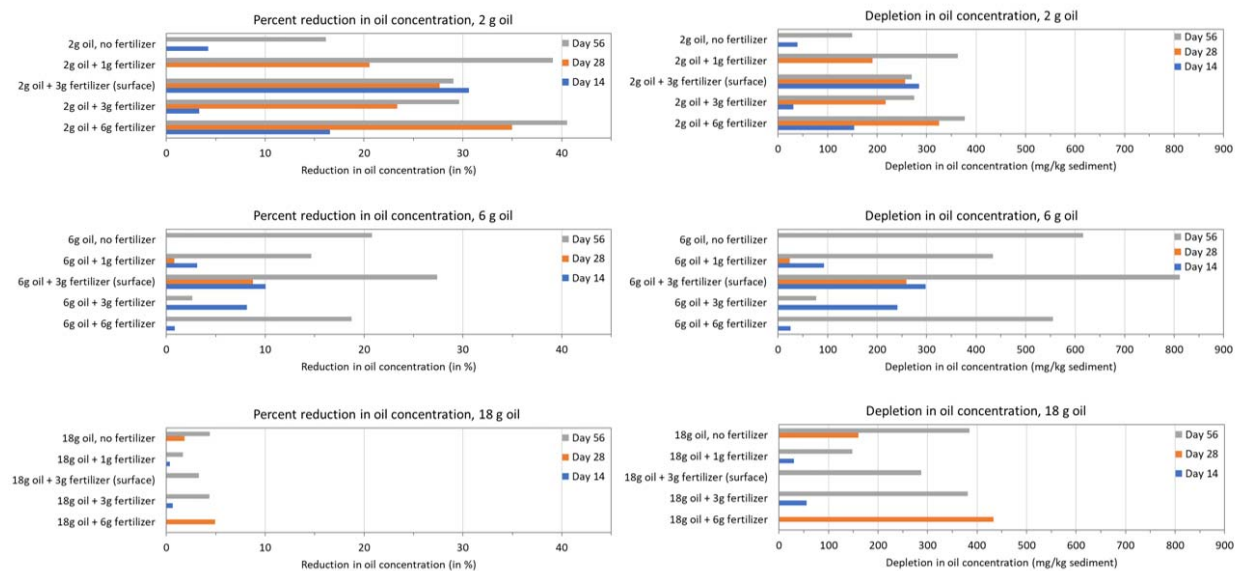 Percent reduction in oil concentration, 2 g oil
2g oil, no fertilizer
2g oil + 1g fertilizer
2g oil + 3g fertilizer (surface)
2g oil + 3g fertilizer
2g oil + 6g fertilizer
Day 56
Day 28
Day 14
0 10 20 30 40
Reduction in oil concentration (in %)
Depletion in oil concentration, 2 g oil
2g oil, no fertilizer
2g oil + 1g fertilizer
2g oil + 3g fertilizer (surface)
2g oil + 3g fertilizer
2g oil + 6g fertilizer
Day 56
Day 28
Day 14
0 100 200 300 400 500 600 700 800 900
Depletion in oil concentration (mg/kg sediment)
Percent reduction in oil concentration, 6 g oil
6g oil, no fertilizer
6g oil + 1g fertilizer
6g oil + 3g fertilizer (surface)
6g oil + 3g fertilizer
6g oil + 6g fertilizer
Day 56
Day 28
Day 14
0 10 20 30 40
Reduction in oil concentration (in %)
Depletion in oil concentration, 6 g oil
6g oil, no fertilizer
6g oil + 1g fertilizer
6g oil + 3g fertilizer (surface)
6g oil + 3g fertilizer
6g oil + 6g fertilizer
Day 56
Day 28
Day 14
0 100 200 300 400 500 600 700 800 900
Depletion in oil concentration (mg/kg sediment)
Percent reduction in oil concentration, 18 g oil
18g oil, no fertilizer
18g oil + 1g fertilizer
18g oil + 3g fertilizer (surface)
18g oil + 3g fertilizer
18g oil + 6g fertilizer
Day 56
Day 28
Day 14
0 10 20 30 40
Reduction in oil concentration (in %)
Depletion in oil concentration, 18 g oil
18g oil, no fertilizer
18g oil + 1g fertilizer
18g oil + 3g fertilizer (surface)
18g oil + 3g fertilizer
18g oil + 6g fertilizer
Day 56
Day 28
Day 14
0 100 200 300 400 500 600 700 800 900
Depletion in oil concentration (mg/kg sediment)